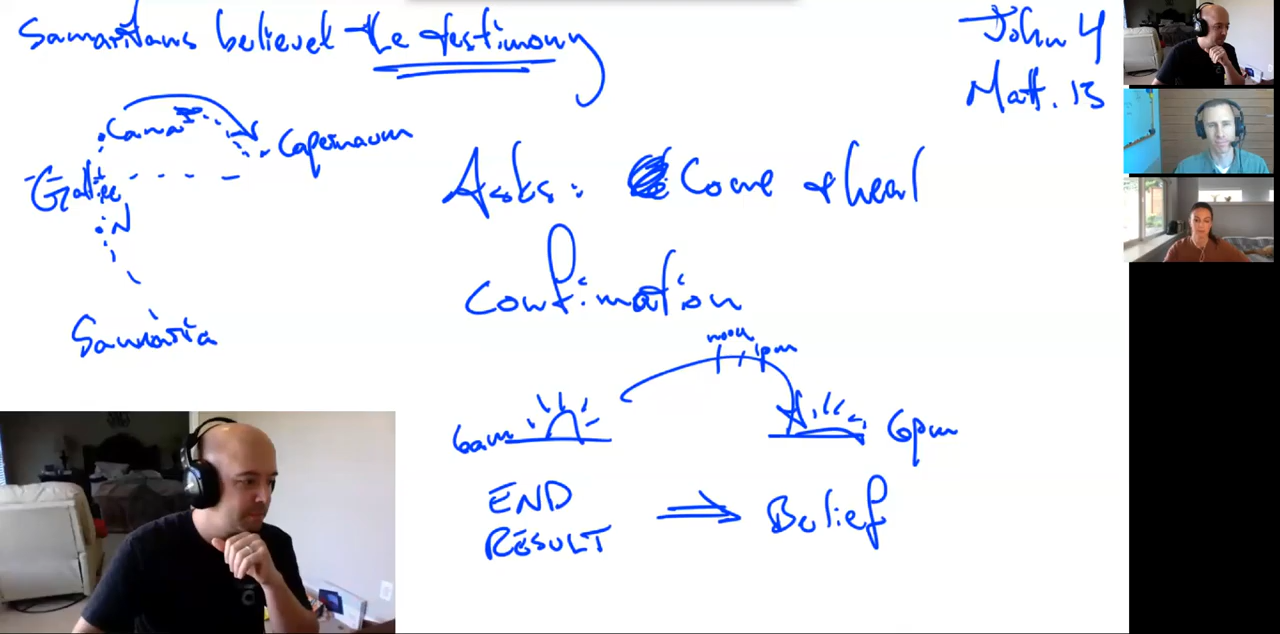 Samaritans believed the testimony
John 4
Matt. 13
Cana
Capernaum
Galilee
N
Samaria
Asks: Come & heal
Confimation
noon
1pm
6am
6pm
END
RESULT ⇒ Belief